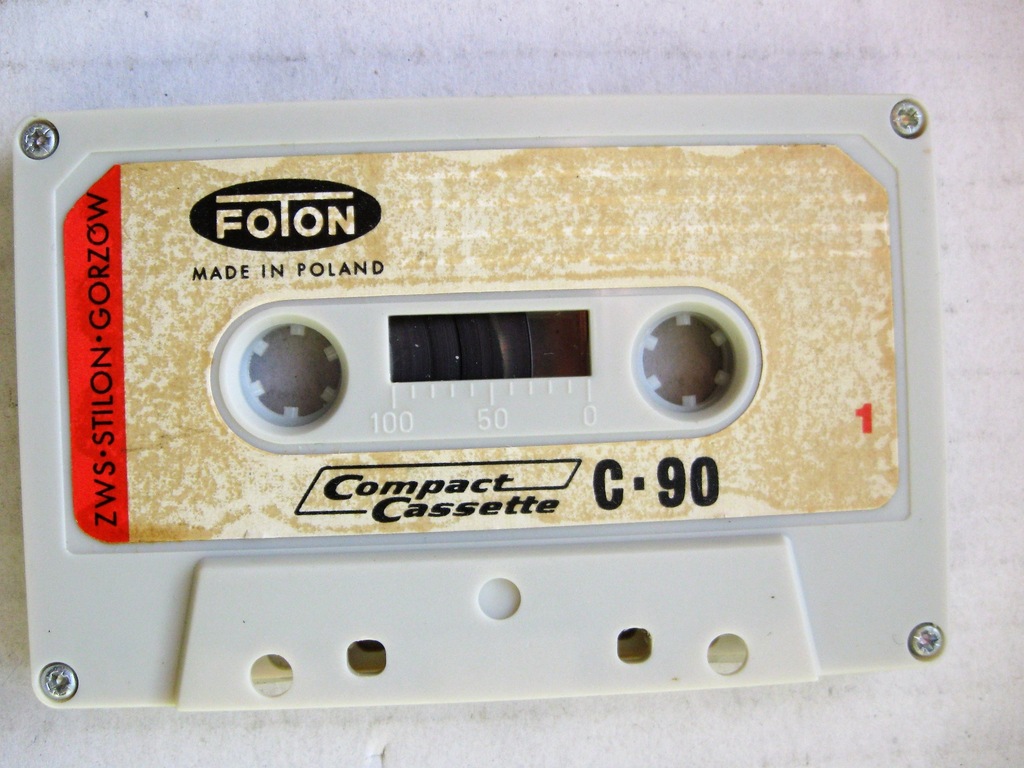 ZWS·STILON·GORZÓW
FOTON
MADE IN POLAND
100 50 0
1
Compact
Cassette
C·90